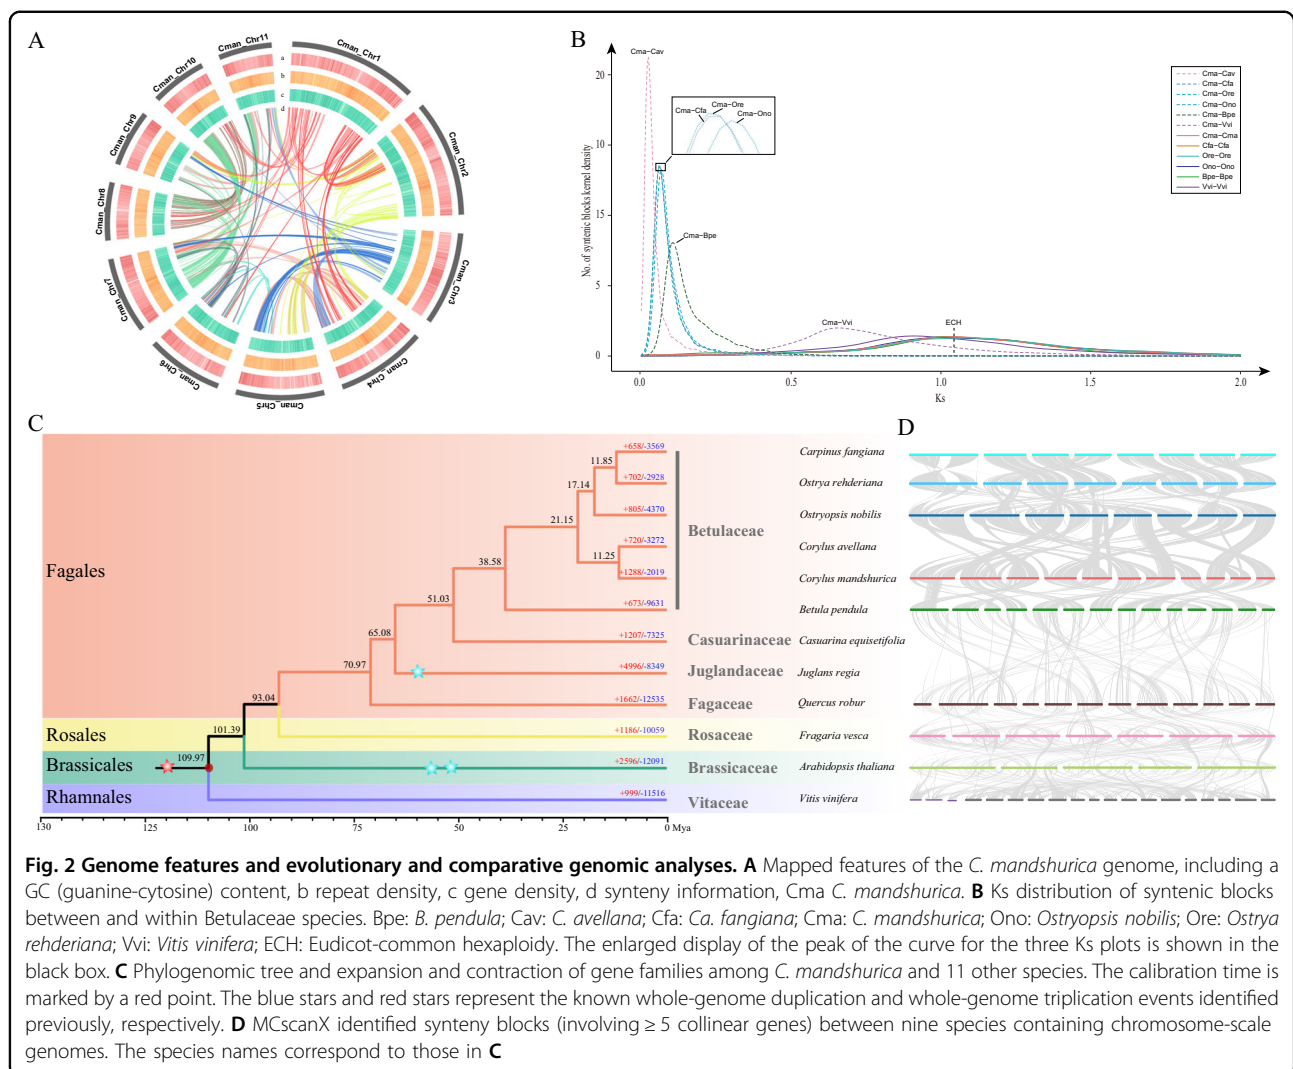 A
Cman_Chr1
Cman_Chr2
Cman_Chr3
Cman_Chr4
Cman_Chr5
Cman_Chr6
Cman_Chr7
Cman_Chr8
Cman_Chr9
Cman_Chr10
Cman_Chr11
a
b
c
d
B
No. of syntenic blocks kernel density
20
10
15
5
0
0.0
0.5
1.0
1.5
2.0
Ks
Cma−Cav
Cma−Cfa
Cma−Ore
Cma−Ono
Cma−Bpe
Cma−Vvi
ECH
Cma−Cav
Cma−Cfa
Cma−Ore
Cma−Ono
Cma−Bpe
Cma−Vvi
Cma−Cma
Cfa−Cfa
Ore−Ore
Ono−Ono
Bpe−Bpe
Vvi−Vvi
C
Fagales
Rosales
Brassicales
Rhamnales
109.97
101.39
93.04
70.97
65.08
51.03
38.58
21.15
17.14
11.85
11.25
+658/-3569
+702/-2928
+805/-4370
+720/-3272
+1288/-2019
+673/-9631
+1207/-7325
+4996/-8349
+1662/-12535
+1186/-10059
+2596/-12091
+999/-11516
Betulaceae
Casuarinaceae
Juglandaceae
Fagaceae
Rosaceae
Brassicaceae
Vitaceae
Carpinus fangiana
Ostrya rehderiana
Ostryopsis nobilis
Corylus avellana
Corylus mandshurica
Betula pendula
Casuarina equisetifolia
Juglans regia
Quercus robur
Fragaria vesca
Arabidopsis thaliana
Vitis vinifera
130
125
100
75
50
25
0 Mya
D
Fig. 2 Genome features and evolutionary and comparative genomic analyses. A Mapped features of the C. mandshurica genome, including a
GC (guanine-cytosine) content, b repeat density, c gene density, d synteny information, Cma C. mandshurica. B Ks distribution of syntenic blocks
between and within Betulaceae species. Bpe: B. pendula; Cav: C. avellana; Cfa: Ca. fangiana; Cma: C. mandshurica; Ono: Ostryopsis nobilis; Ore: Ostrya
rehderiana; Vvi: Vitis vinifera; ECH: Eudicot-common hexaploidy. The enlarged display of the peak of the curve for the three Ks plots is shown in the
black box. C Phylogenomic tree and expansion and contraction of gene families among C. mandshurica and 11 other species. The calibration time is
marked by a red point. The blue stars and red stars represent the known whole-genome duplication and whole-genome triplication events identified
previously, respectively. D MCscanX identified synteny blocks (involving ≥ 5 collinear genes) between nine species containing chromosome-scale
genomes. The species names correspond to those in C